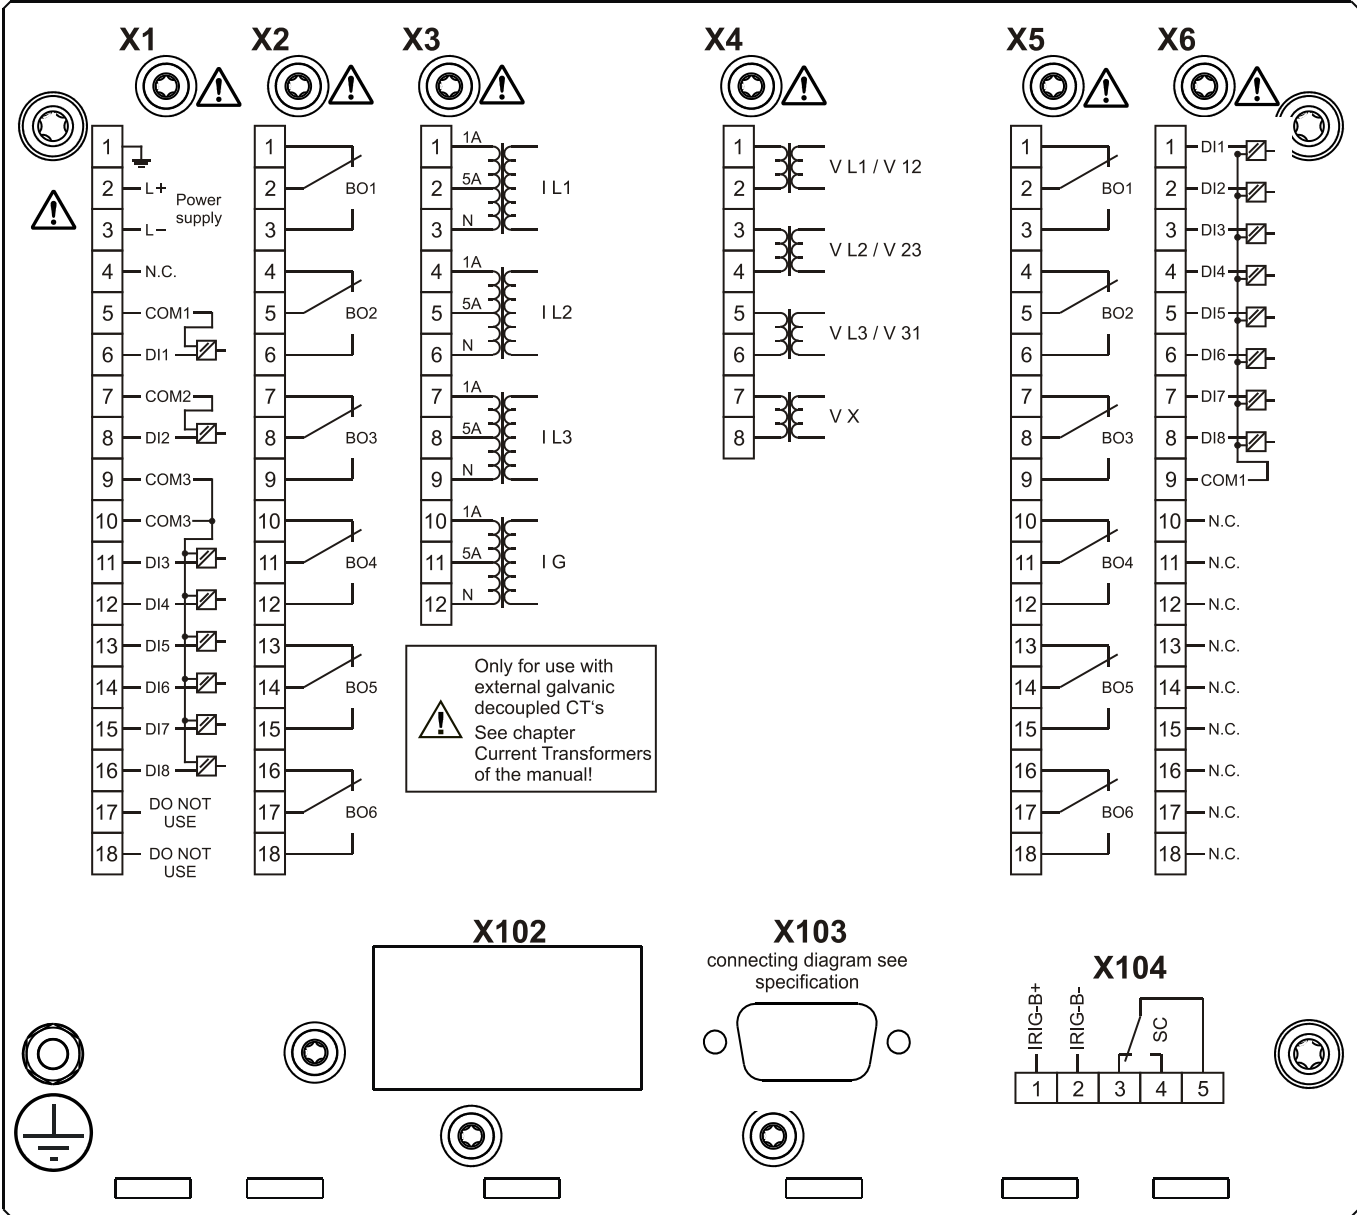 X1
X2
X3
X4
X5
X6
1
2 L+
3 L−
Power
supply
4 N.C.
5 COM1
6 DI1
7 COM2
8 DI2
9 COM3
10 COM3
11 DI3
12 DI4
13 DI5
14 DI6
15 DI7
16 DI8
17 DO NOT
USE
18 DO NOT
USE
1
2 BO1
3
4
5 BO2
6
7
8 BO3
9
10
11 BO4
12
13
14 BO5
15
16
17 BO6
18
1 1A
2 5A I L1
3 N
4 1A
5 5A I L2
6 N
7 1A
8 5A I L3
9 N
10 1A
11 5A I G
12 N
Only for use with
external galvanic
decoupled CT‘s
See chapter
Current Transformers
of the manual!
1
V L1 / V 12
2
3
V L2 / V 23
4
5
V L3 / V 31
6
7
V X
8
1
2 BO1
3
4
5 BO2
6
7
8 BO3
9
10
11 BO4
12
13
14 BO5
15
16
17 BO6
18
1 DI1
2 DI2
3 DI3
4 DI4
5 DI5
6 DI6
7 DI7
8 DI8
9 COM1
10 N.C.
11 N.C.
12 N.C.
13 N.C.
14 N.C.
15 N.C.
16 N.C.
17 N.C.
18 N.C.
X102
X103
connecting diagram see
specification
X104
IRIG-B+
IRIG-B-
SC
1 2 3 4 5